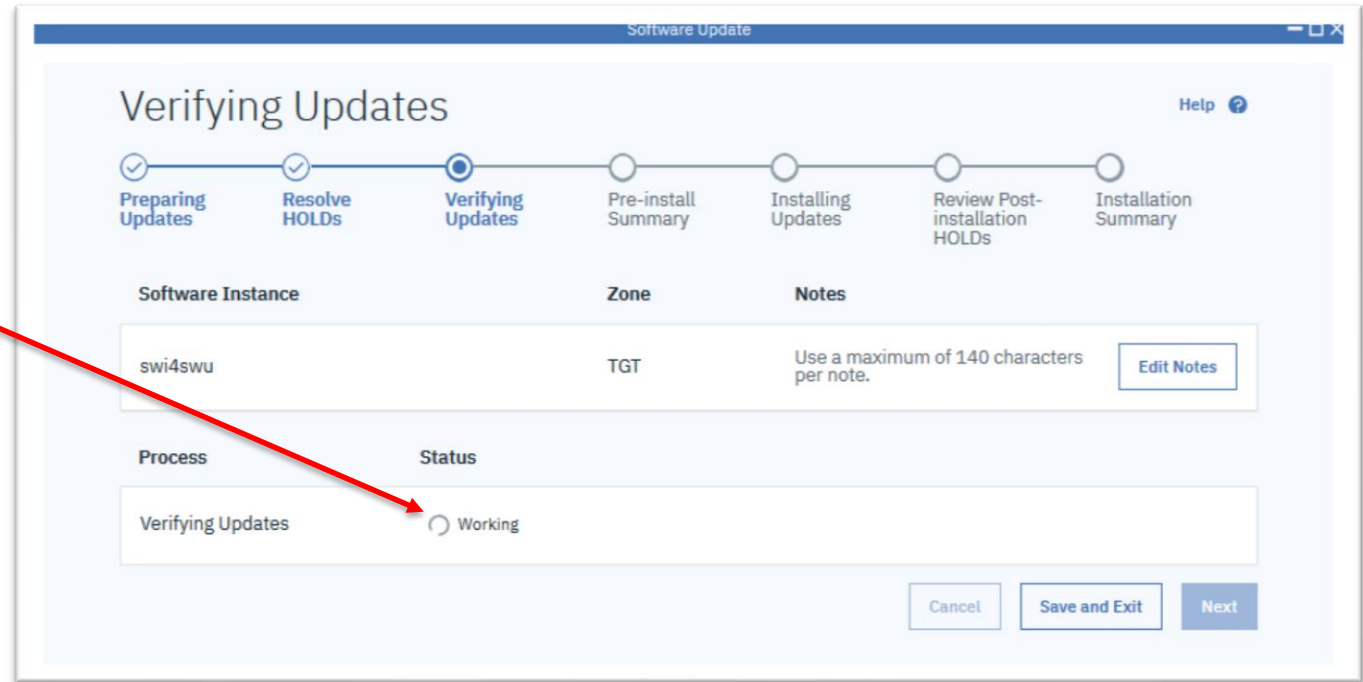 Software Update
Verifying Updates
Help
Preparing
Updates
Resolve
HOLDs
Verifying
Updates
Pre-install
Summary
Installing
Updates
Review Post-
installation
HOLDs
Installation
Summary
Software Instance Zone Notes
swi4swu TGT Use a maximum of 140 characters
per note.
Edit Notes
Process Status
Verifying Updates Working
Cancel Save and Exit Next